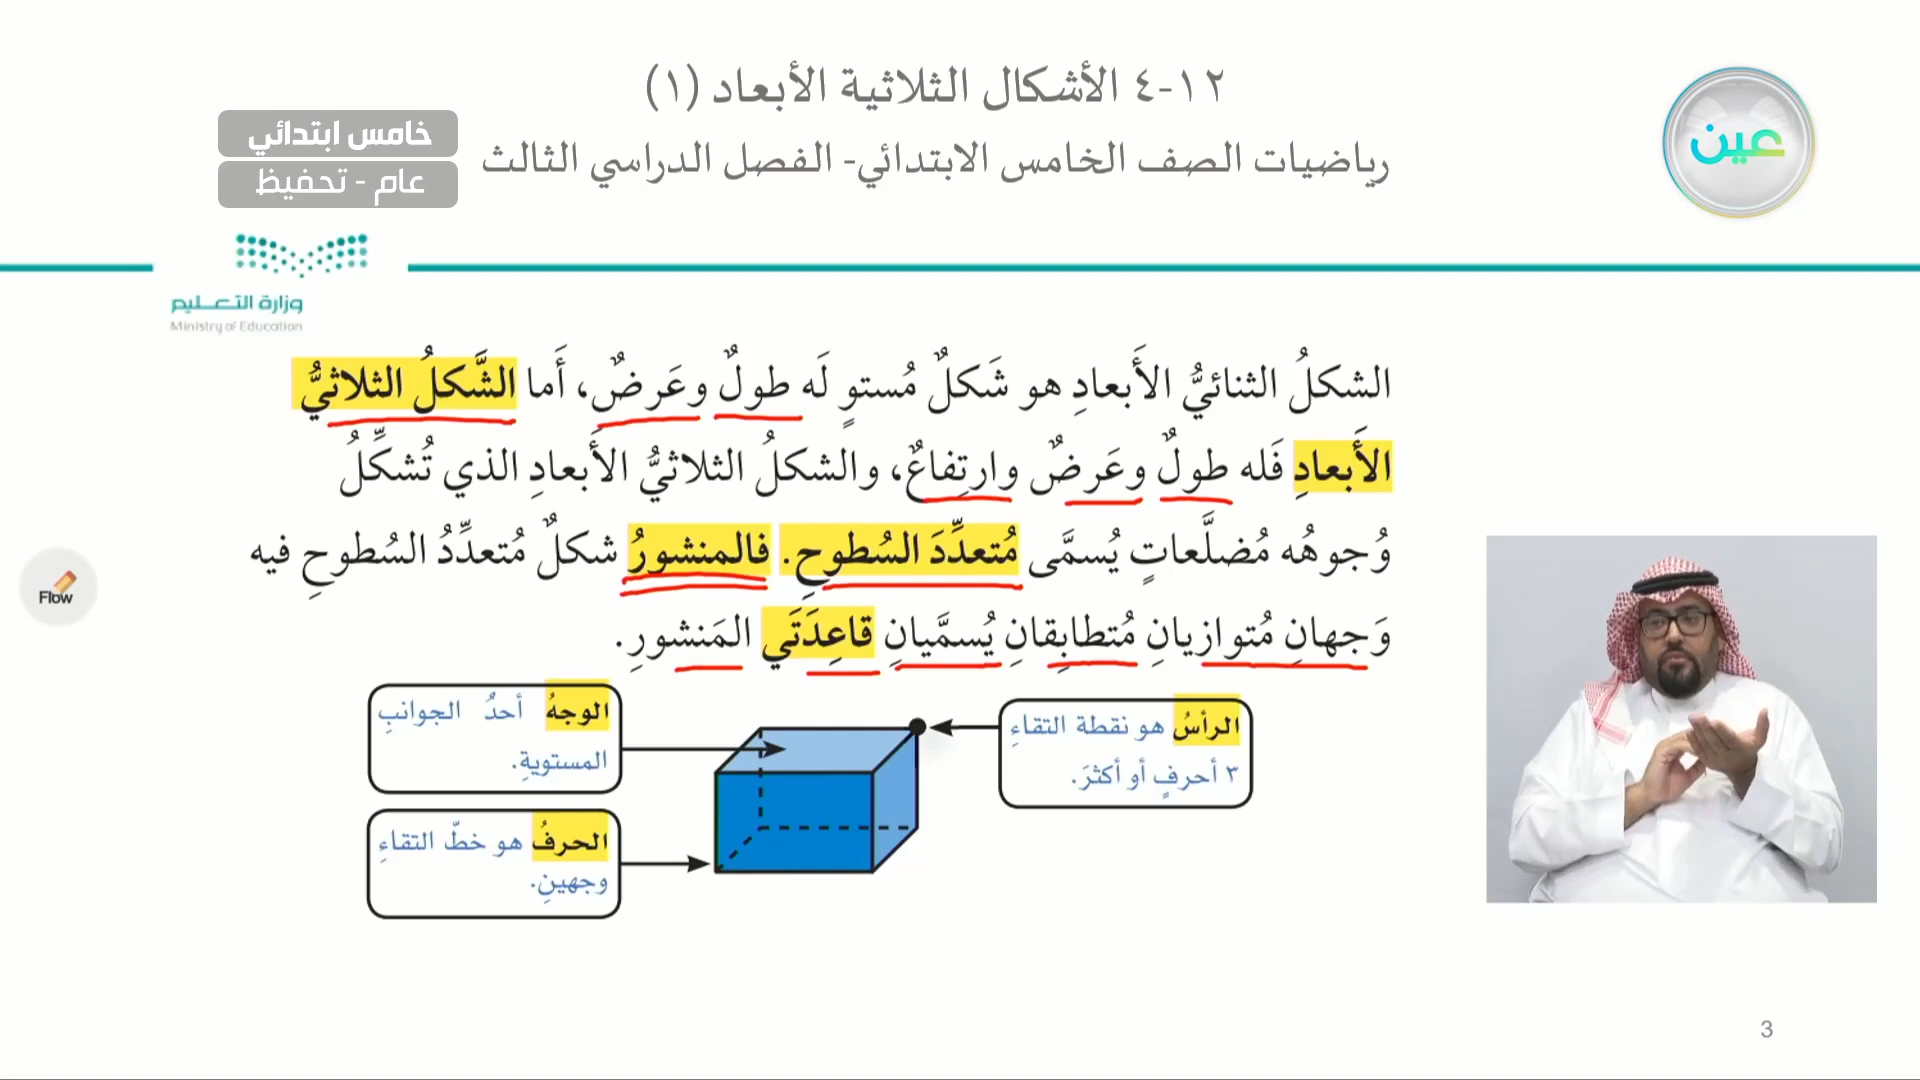 ١٢-٤ الأشكال الثلاثية الأبعاد (١)
رياضيات الصف الخامس الابتدائي- الفصل الدراسي الثالث
خامس ابتدائي
عام - تحفيظ
عين
وزارة التعليم
Ministry of Education
الشكلُ الثنائيُّ الأَبعادِ هو شَكلٌ مُستوٍ لَه طولٌ وعَرضٌ، أَما الشَّكلُ الثلاثيُّ
الأَبعادِ فَله طولٌ وعَرضٌ وارتِفاعٌ، والشكلُ الثلاثيُّ الأَبعادِ الذي تُشكِّلُ
وُجوهُه مُضلَّعاتٍ يُسمَّى مُتعدِّدَ السُطوحِ. فالمنشورُ شكلٌ مُتعدِّدُ السُطوحِ فيه
وَجهانِ مُتوازيانِ مُتطابِقانِ يُسمَّيانِ قاعِدَتَي المَنشورِ.
الرأسُ هو نقطة التقاءِ
٣ أحرفٍ أو أكثرَ.
الوجهُ أحدُ الجوانبِ
المستويةِ.
الحرفُ هو خطّ التقاءِ
وجهينِ.
Flow
3